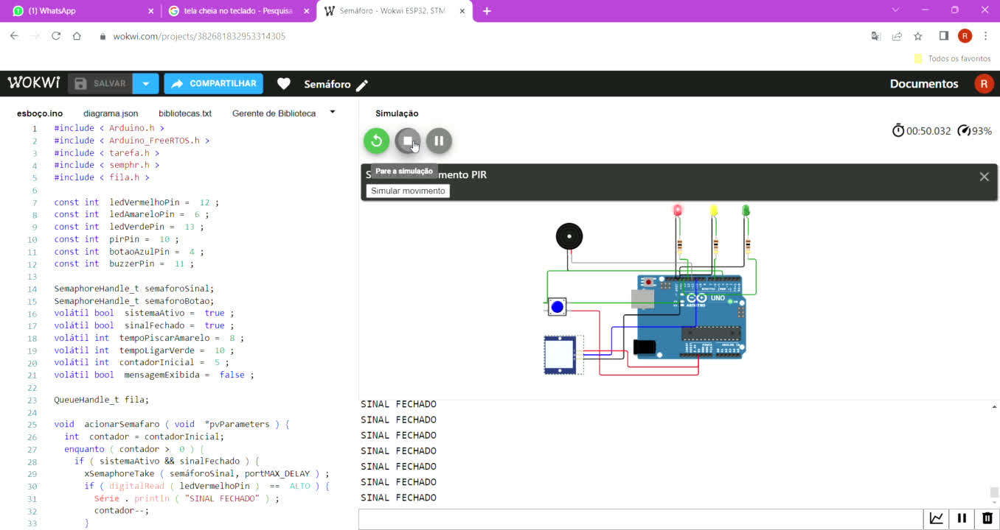 (1) WhatsApp
tela cheia no teclado - Pesquisa
Semáforo - Wokwi ESP32, STM
wokwi.com/projects/382681832953314305
R
Todos os favoritos
WOKWI
SALVAR
COMPARTILHAR
Semáforo
Documentos
R
esboço.ino
diagrama.json
bibliotecas.txt
Gerente de Biblioteca
Simulação
00:50.032
93%
Pare a simulação
mento PIR
Simular movimento
1 #include < Arduino.h >
2 #include < Arduino_FreeRTOS.h >
3 #include < tarefa.h >
4 #include < semphr.h >
5 #include < fila.h >
6
7 const int ledVermelhoPin = 12 ;
8 const int ledAmareloPin = 6 ;
9 const int ledVerdePin = 13 ;
10 const int pirPin = 10 ;
11 const int botaoAzulPin = 4 ;
12 const int buzzerPin = 11 ;
13
14 SemaphoreHandle_t semaforoSinal;
15 SemaphoreHandle_t semaforoBotao;
16 volátil bool sistemaAtivo = true ;
17 volátil bool sinalFechado = true ;
18 volátil int tempoPiscarAmarelo = 8 ;
19 volátil int tempoLigarVerde = 10 ;
20 volátil int contadorInicial = 5 ;
21 volátil bool mensagemExibida = false ;
22
23 QueueHandle_t fila;
24
25 void acionarSemafaro ( void *pvParameters ) {
26 int contador = contadorInicial;
27 enquanto ( contador > 0 ) {
28 if ( sistemaAtivo && sinalFechado ) {
29 xSemaphoreTake ( semáforoSinal, portMAX_DELAY ) ;
30 if ( digitalRead ( ledVermelhoPin ) == ALTO ) {
31 Série . println ( "SINAL FECHADO" ) ;
32 contador--;
33 }
UNO
ARDUINO
SINAL FECHADO
SINAL FECHADO
SINAL FECHADO
SINAL FECHADO
SINAL FECHADO
SINAL FECHADO
SINAL FECHADO